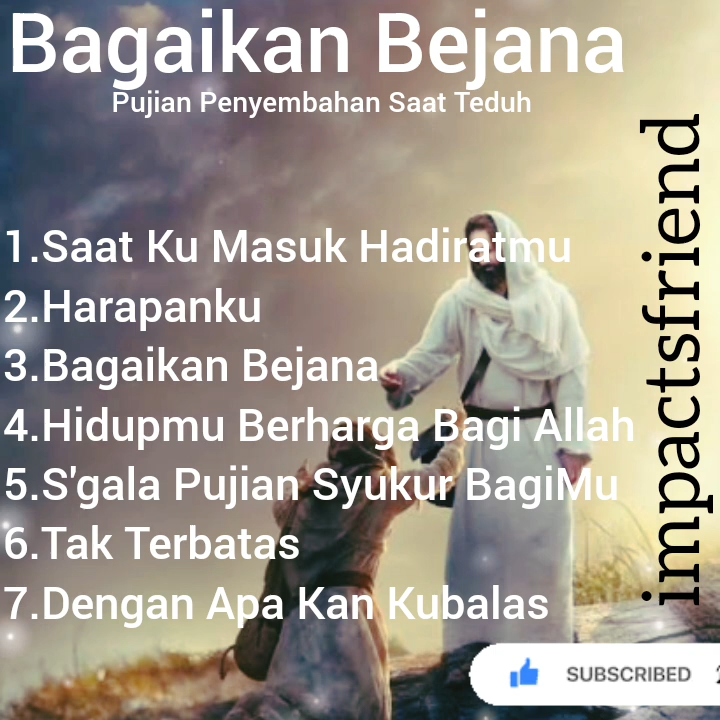 Bagaikan Bejana
Pujian Penyembahan Saat Teduh
1.Saat Ku Masuk Hadiratmu
2.Harapanku
3.Bagaikan Bejana
4.Hidupmu Berharga Bagi Allah
5.S'gala Pujian Syukur BagiMu
6.Tak Terbatas
7.Dengan Apa Kan Kubalas
impactsfriend
SUBSCRIBED